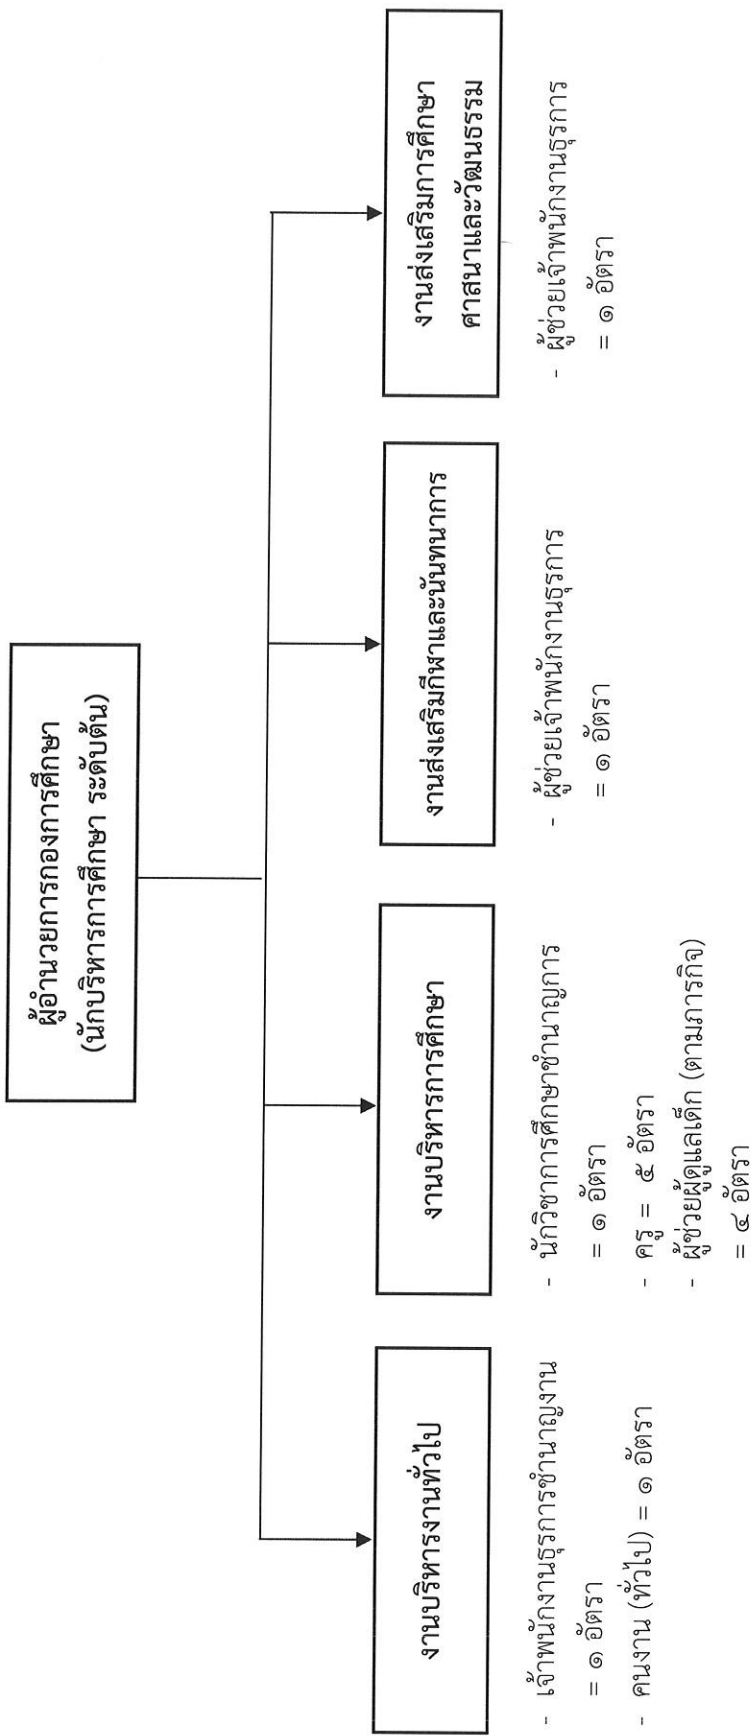 ผู้อำนวยการกองการศึกษา
(นักบริหารการศึกษา ระดับต้น)
งานบริหารงานทั่วไป
- เจ้าพนักงานธุรการชำนาญงาน
= ๑ อัตรา
- คนงาน (ทั่วไป) = ๑ อัตรา
งานบริหารการศึกษา
- นักวิชาการศึกษาชำนาญการ
= ๑ อัตรา
- ครู = ๕ อัตรา
- ผู้ช่วยผู้ดูแลเด็ก (ตามภารกิจ)
= ๔ อัตรา
งานส่งเสริมกีฬาและนันทนาการ
- ผู้ช่วยเจ้าพนักงานธุรการ
= ๑ อัตรา
งานส่งเสริมการศึกษา
ศาสนาและวัฒนธรรม
- ผู้ช่วยเจ้าพนักงานธุรการ
= ๑ อัตรา